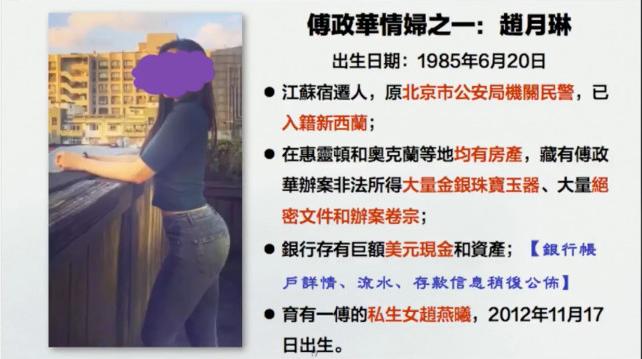 傅政華情婦之一：趙月琳
出生日期：1985年6月20日
● 江蘇宿遷人，原北京市公安局機關民警，已
入籍新西蘭；
● 在惠靈頓和奧克蘭等地均有房產，藏有傅政
華辦案非法所得大量金銀珠寶玉器、大量絕
密文件和辦案卷宗；
● 銀行存有巨額美元現金和資產；【銀行帳
戶詳情、流水、存款信息稍後公佈】
● 育有一傅的私生女趙燕曦，2012年11月17
日出生。